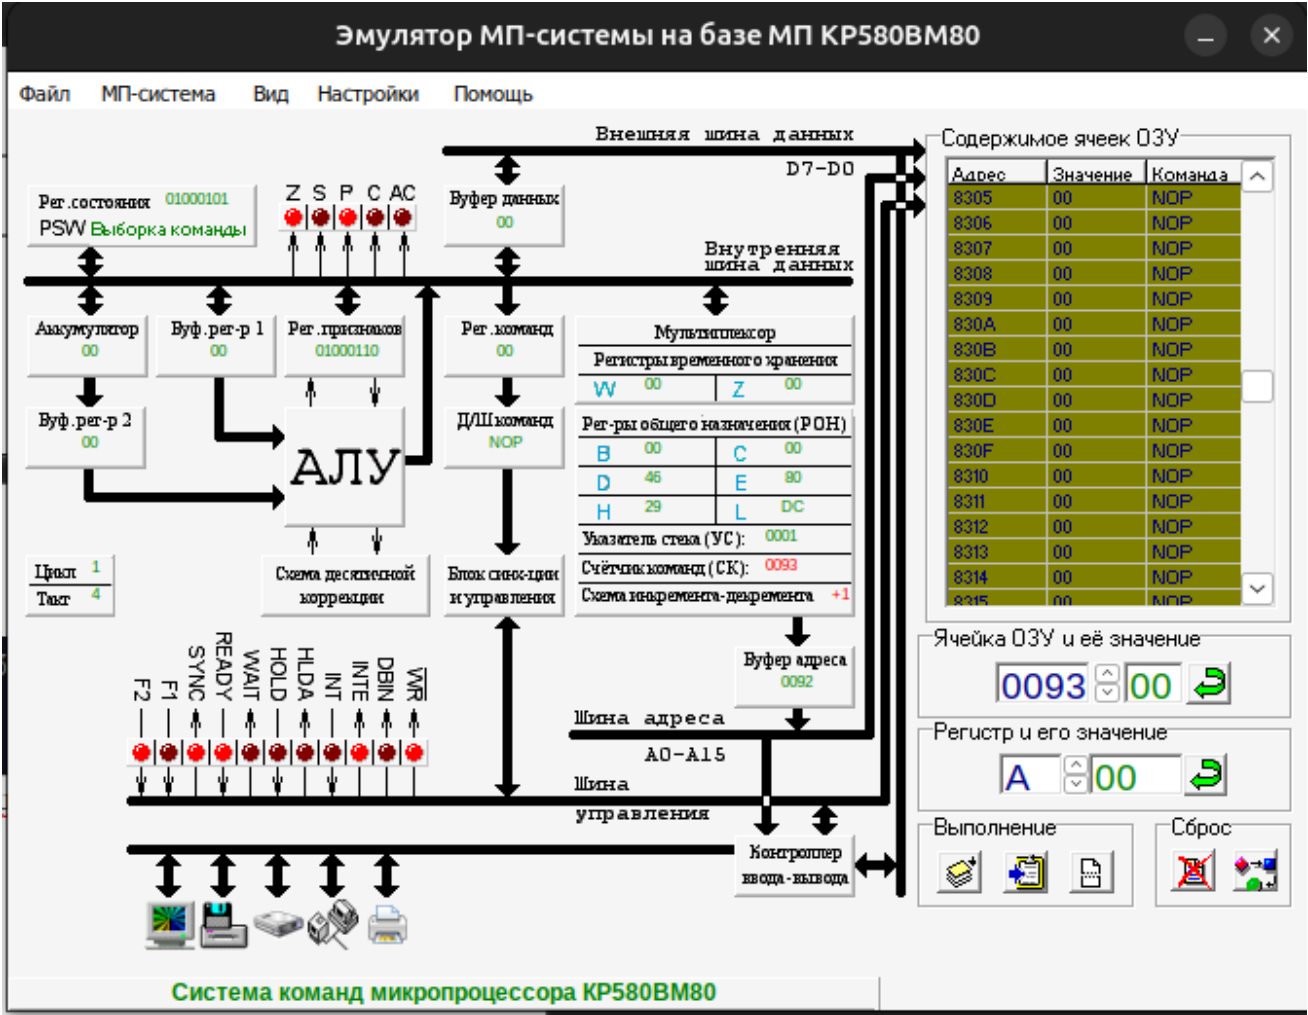 Эмулятор МП-системы на базе МП КР580ВМ80
Файл МП-система Вид Настройки Помощь
Внешняя шина данных
D7-D0
Рег.состояния 01000101
PSW Выборка команды
Z S P C AC
Буфер данных
00
Внутренняя
шина данных
Аккумулятор
00
Буф.рег-р 1
00
Рег.признаков
01000110
Рег.команд
00
Мультиплексор
Регистры временного хранения
W 00 Z 00
Буф.рег-р 2
00
АЛУ
Д/Ш команд
NOP
Рег-ры общего назначения (РОН)
B 00 C 00
D 46 E 80
H 29 L DC
Указатель стека (УС): 0001
Счётчик команд (СК): 0093
Схема инкремента-декремента +1
Цикл 1
Такт 4
Схема десятичной
коррекции
Блок синх-ции
и управления
F2 F1 SYNC READY WAIT HOLD HLDA INT INTE DBIN WR
Буфер адреса
0092
Шина адреса
A0-A15
Шина
управления
Контроллер
ввода-вывода
Содержимое ячеек ОЗУ
Адрес Значение Команда
8305 00 NOP
8306 00 NOP
8307 00 NOP
8308 00 NOP
8309 00 NOP
830A 00 NOP
830B 00 NOP
830C 00 NOP
830D 00 NOP
830E 00 NOP
830F 00 NOP
8310 00 NOP
8311 00 NOP
8312 00 NOP
8313 00 NOP
8314 00 NOP
8315 00 NOP
Ячейка ОЗУ и её значение
0093 00
Регистр и его значение
A 00
Выполнение
Сброс
Система команд микропроцессора КР580ВМ80